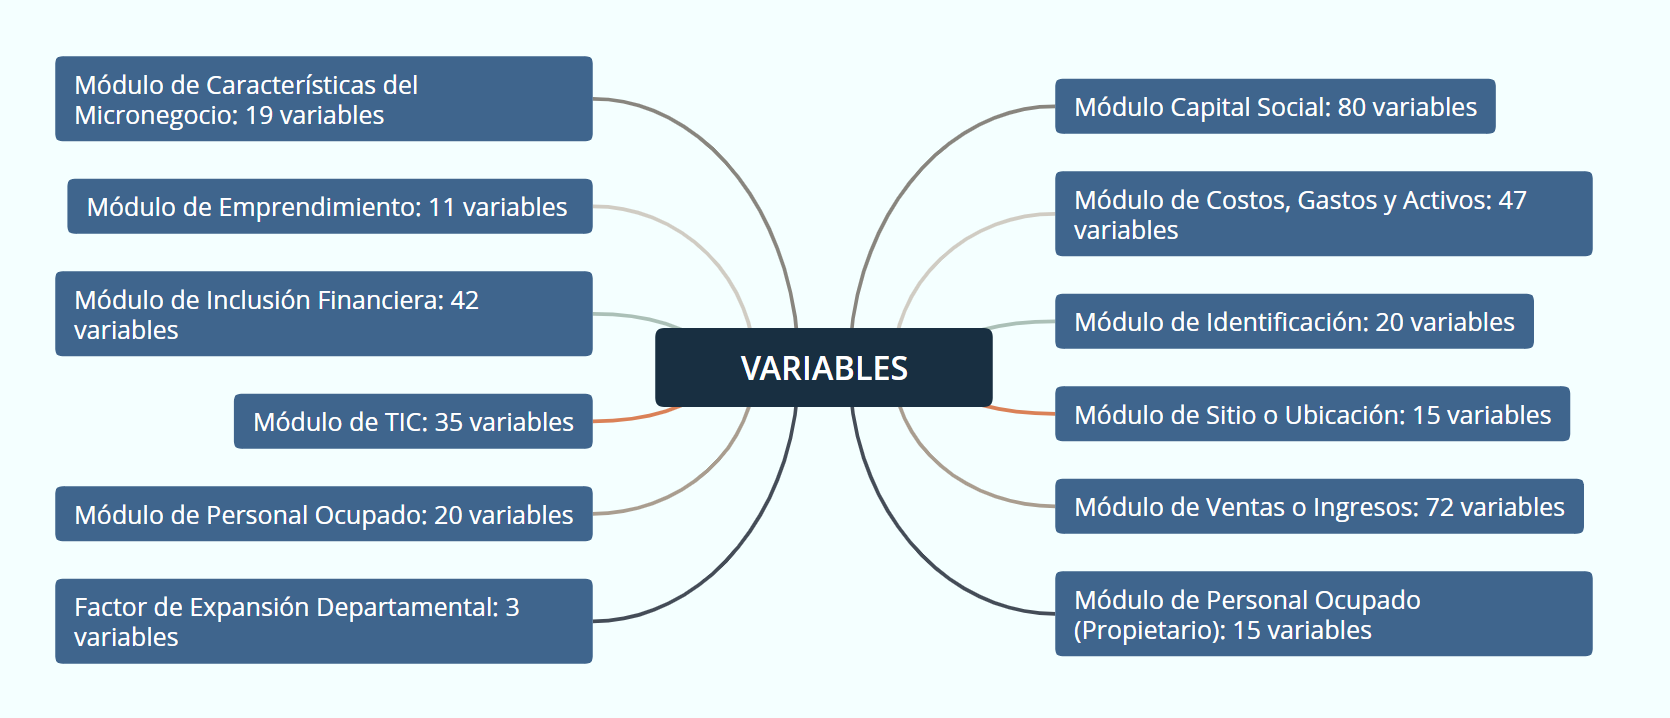 Módulo de Características del
Micronegocio: 19 variables
Módulo de Emprendimiento: 11 variables
Módulo de Inclusión Financiera: 42
variables
Módulo de TIC: 35 variables
Módulo de Personal Ocupado: 20 variables
Factor de Expansión Departamental: 3
variables
VARIABLES
Módulo Capital Social: 80 variables
Módulo de Costos, Gastos y Activos: 47
variables
Módulo de Identificación: 20 variables
Módulo de Sitio o Ubicación: 15 variables
Módulo de Ventas o Ingresos: 72 variables
Módulo de Personal Ocupado
(Propietario): 15 variables